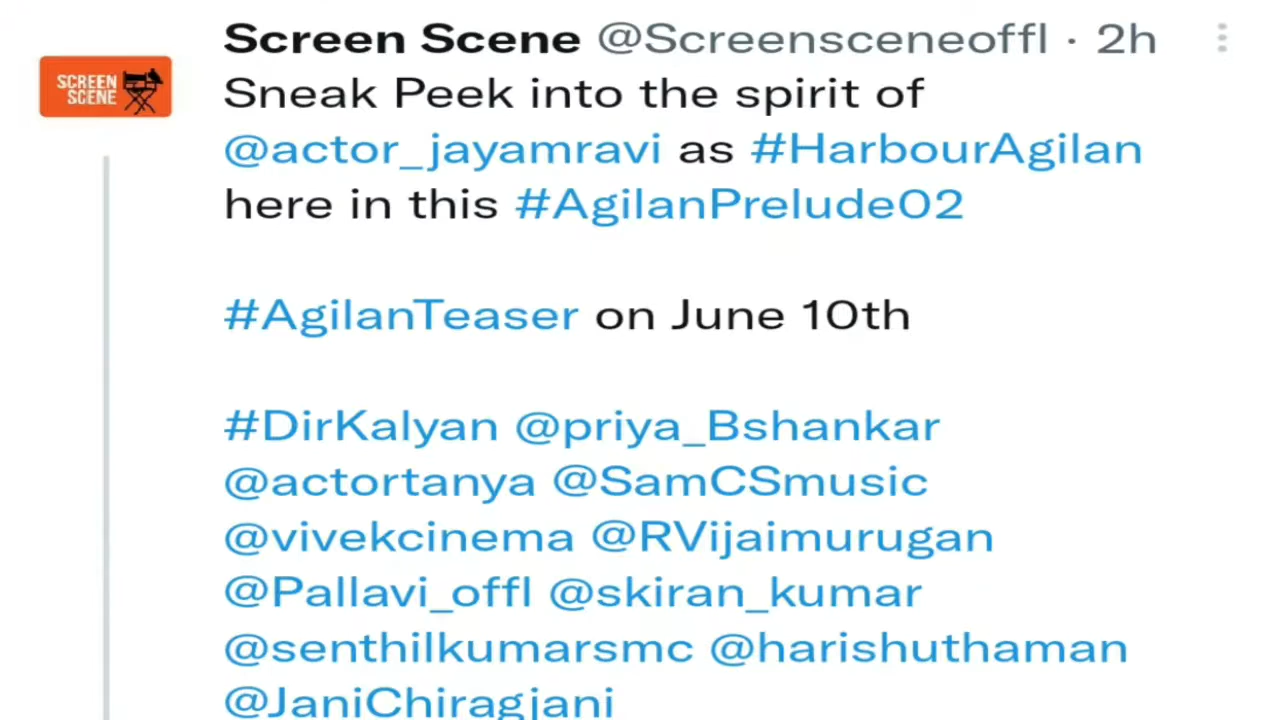 Screen Scene @Screensceneoffl · 2h
SCREEN
SCENE
Sneak Peek into the spirit of
@actor_jayamravi as #HarbourAgilan
here in this #AgilanPrelude02
#AgilanTeaser on June 10th
#DirKalyan @priya_Bshankar
@actortanya @SamCSmusic
@vivekcinema @RVijaimurugan
@Pallavi_offl @skiran_kumar
@senthilkumarsmc @harishuthaman
@JaniChiragjani